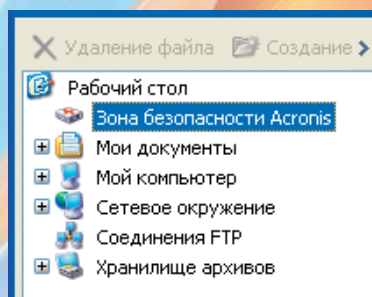 Удаление файла Создание
Рабочий стол
Зона безопасности Acronis
Мои документы
Мой компьютер
Сетевое окружение
Соединения FTP
Хранилище архивов